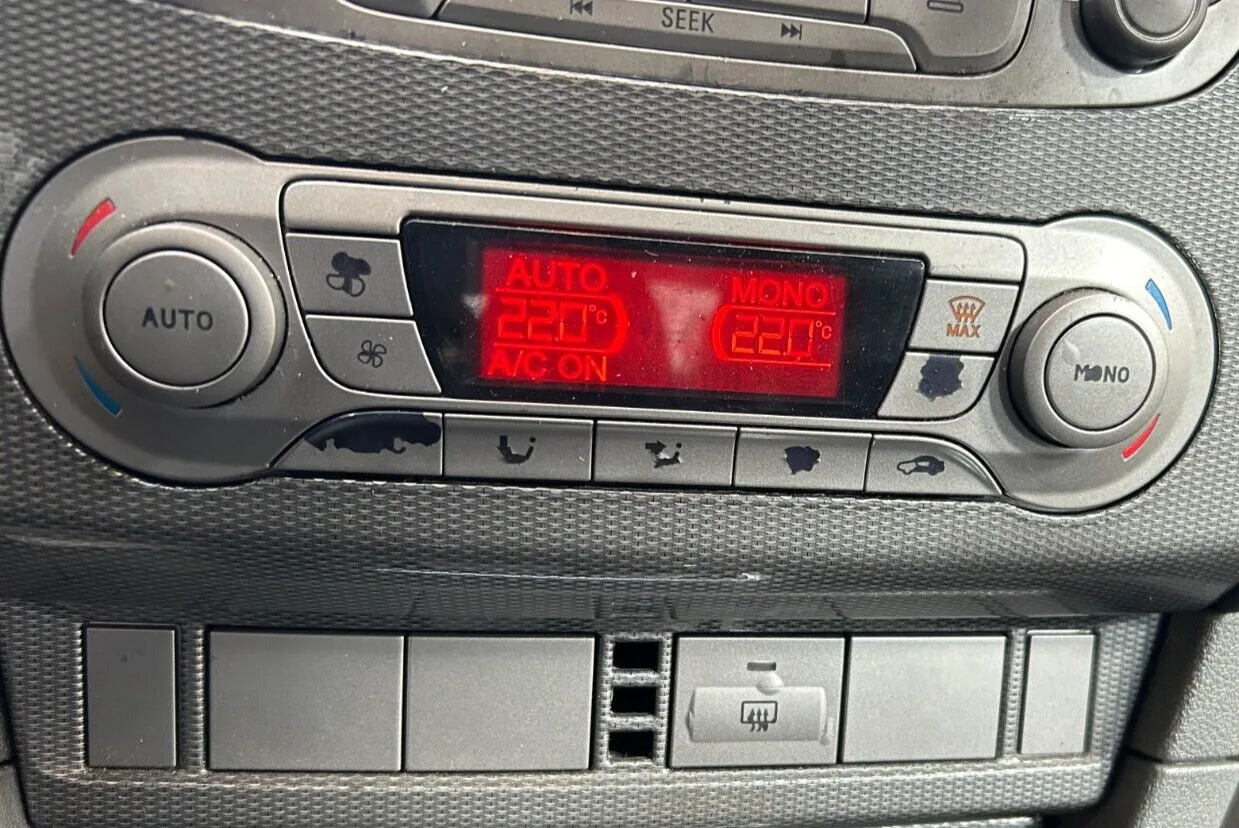 SEEK
AUTO
AUTO
22.0°C
A/C ON
MONO
22.0°C
MAX
MONO